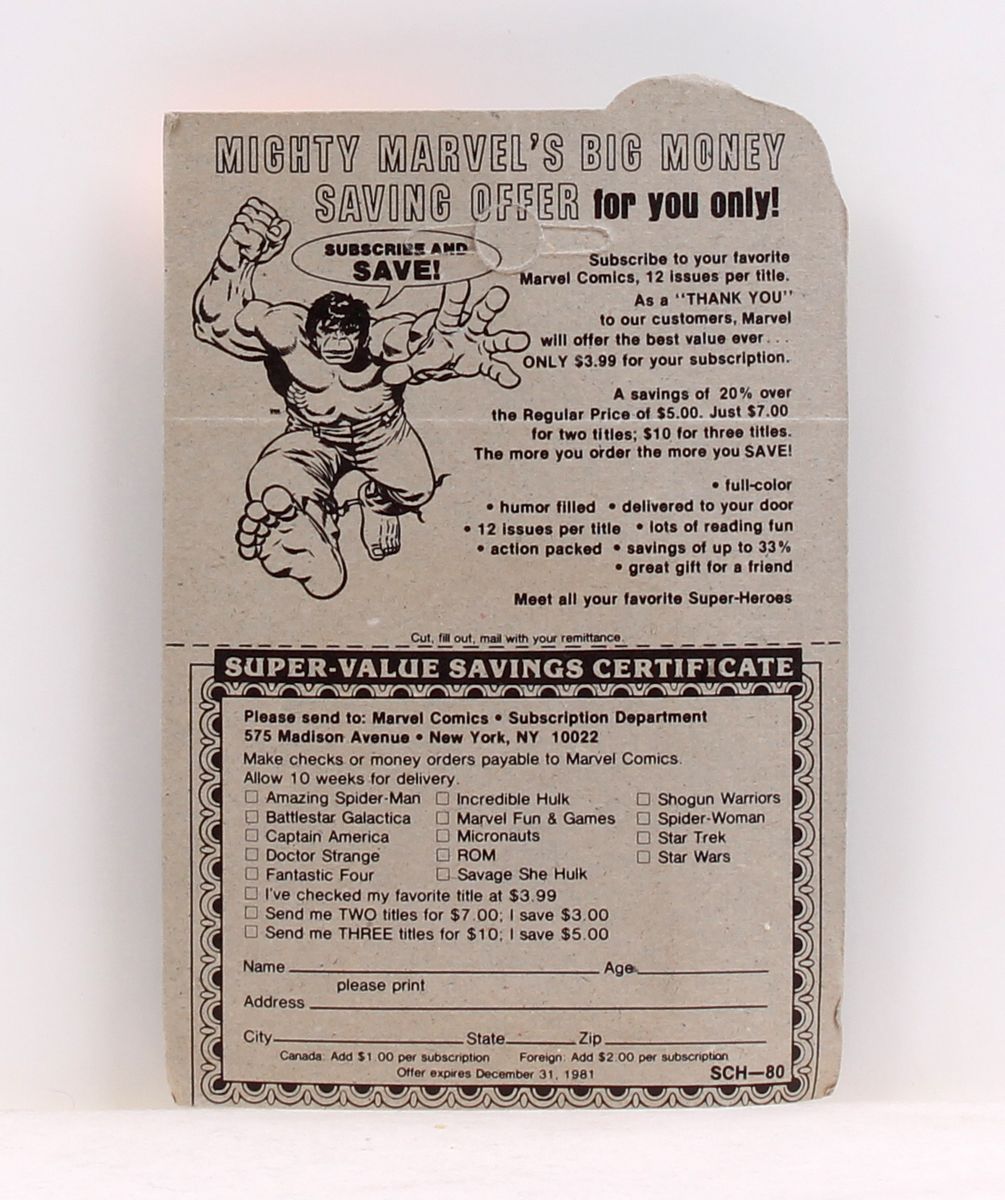 MIGHTY MARVEL'S BIG MONEY
SAVING OFFER for you only!
SUBSCRIBE AND
SAVE!
Subscribe to your favorite
Marvel Comics, 12 issues per title.
As a "THANK YOU"
to our customers, Marvel
will offer the best value ever...
ONLY $3.99 for your subscription.
TM
A savings of 20% over
the Regular Price of $5.00. Just $7.00
for two titles; $10 for three titles.
The more you order the more you SAVE!
• full-color
• humor filled • delivered to your door
• 12 issues per title • lots of reading fun
• action packed • savings of up to 33%
• great gift for a friend
Meet all your favorite Super-Heroes
Cut, fill out, mail with your remittance.
SUPER-VALUE SAVINGS CERTIFICATE
Please send to: Marvel Comics • Subscription Department
575 Madison Avenue • New York, NY 10022
Make checks or money orders payable to Marvel Comics.
Allow 10 weeks for delivery.
☐ Amazing Spider-Man ☐ Incredible Hulk ☐ Shogun Warriors
☐ Battlestar Galactica ☐ Marvel Fun & Games ☐ Spider-Woman
☐ Captain America ☐ Micronauts ☐ Star Trek
☐ Doctor Strange ☐ ROM ☐ Star Wars
☐ Fantastic Four ☐ Savage She Hulk
☐ I've checked my favorite title at $3.99
☐ Send me TWO titles for $7.00; I save $3.00
☐ Send me THREE titles for $10; I save $5.00
Name Age
please print
Address
City State Zip
Canada: Add $1.00 per subscription Foreign: Add $2.00 per subscription
Offer expires December 31, 1981 SCH—80